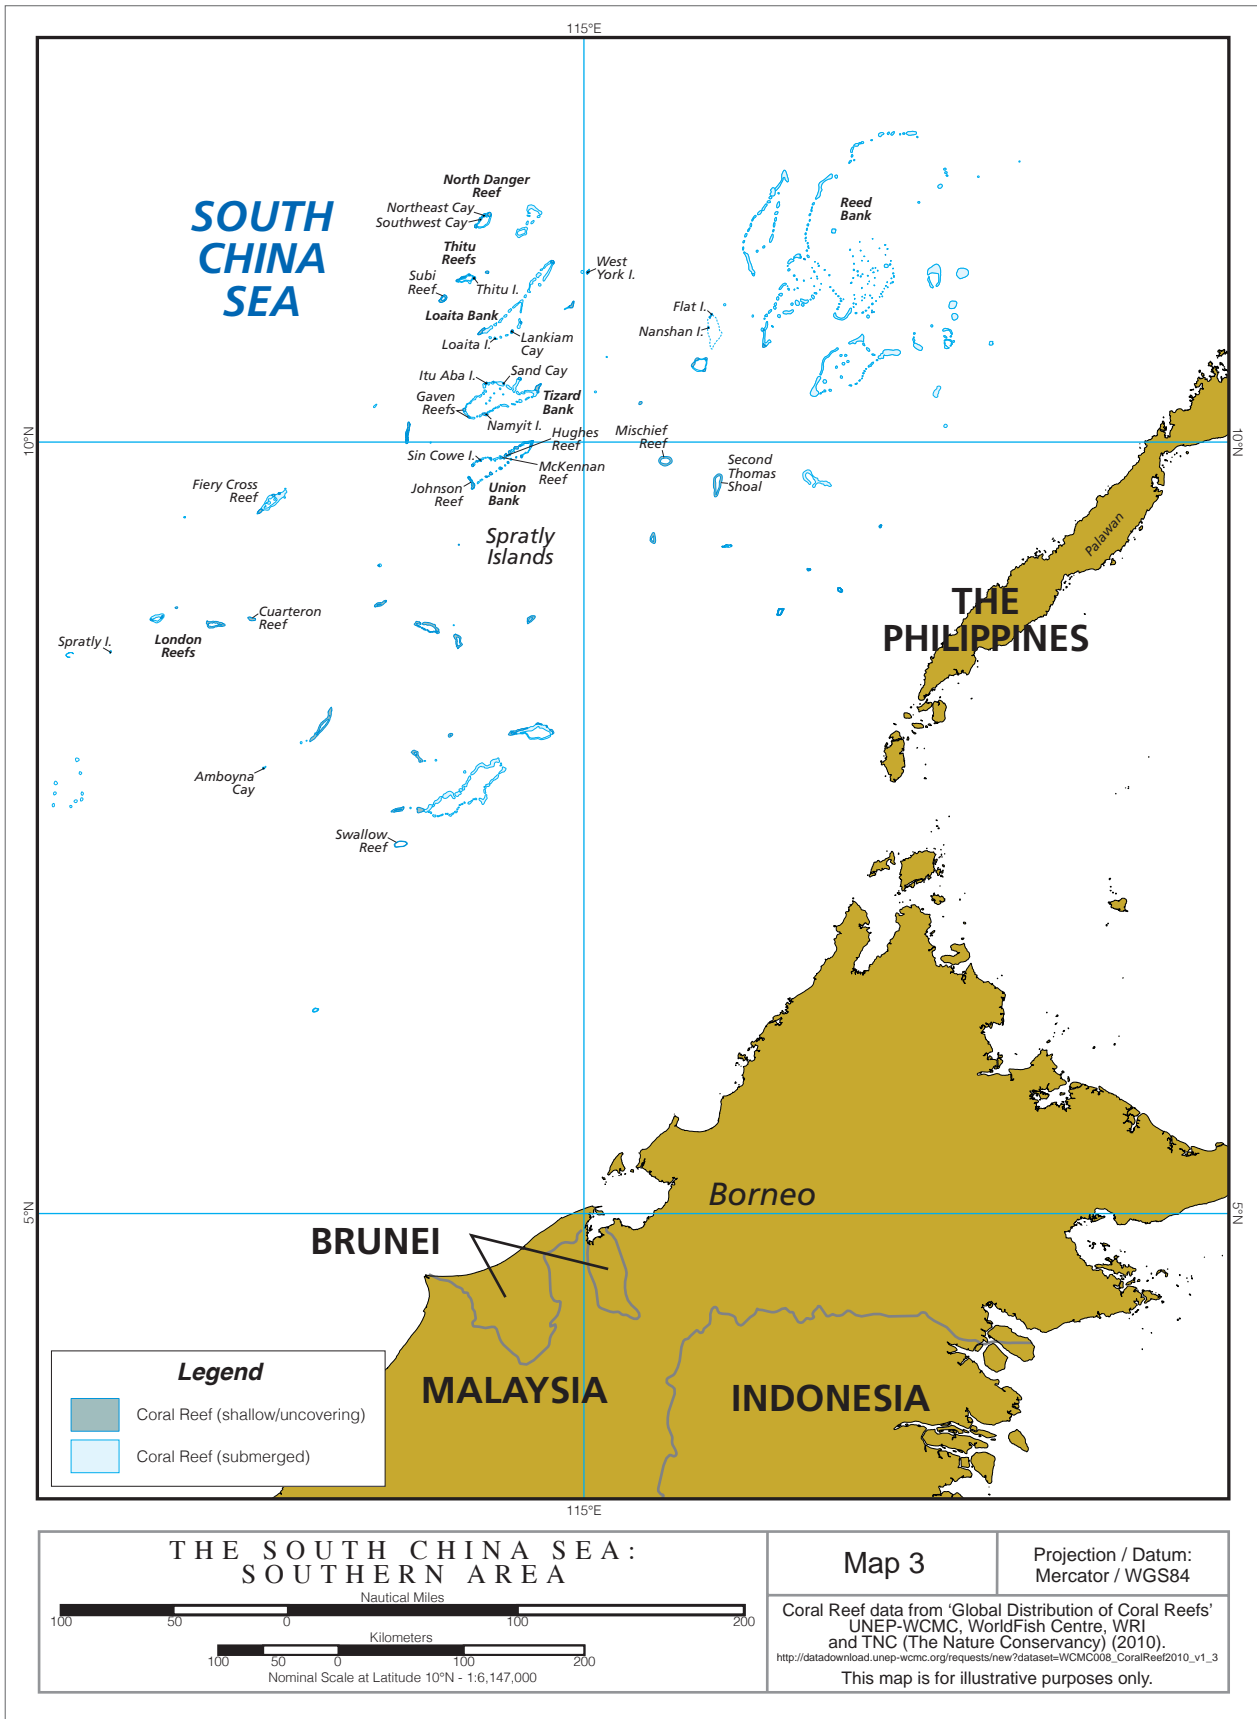 115°E
SOUTH
CHINA
SEA
North Danger
Reef
Northeast Cay
Southwest Cay
Thitu
Reefs
Subi
Reef
Thitu I.
West
York I.
Reed
Bank
Loaita Bank
Loaita I.
Lankiam
Cay
Flat I.
Nanshan I.
Itu Aba I.
Sand Cay
Gaven
Reefs
Tizard
Bank
Namyit I.
10°N
10°N
Hughes
Reef
Mischief
Reef
Sin Cowe I.
McKennan
Reef
Second
Thomas
Shoal
Johnson
Reef
Union
Bank
Fiery Cross
Reef
Spratly
Islands
Palawan
THE
PHILIPPINES
Cuarteron
Reef
London
Reefs
Spratly I.
Amboyna
Cay
Swallow
Reef
Borneo
5°N
5°N
BRUNEI
MALAYSIA
INDONESIA
Legend
Coral Reef (shallow/uncovering)
Coral Reef (submerged)
115°E
THE SOUTH CHINA SEA:
SOUTHERN AREA
Nautical Miles
100 50 0 100 200
Kilometers
100 50 0 100 200
Nominal Scale at Latitude 10°N - 1:6,147,000
Map 3
Projection / Datum:
Mercator / WGS84
Coral Reef data from ‘Global Distribution of Coral Reefs’
UNEP-WCMC, WorldFish Centre, WRI
and TNC (The Nature Conservancy) (2010).
http://datadownload.unep-wcmc.org/requests/new?dataset=WCMC008_CoralReef2010_v1_3
This map is for illustrative purposes only.